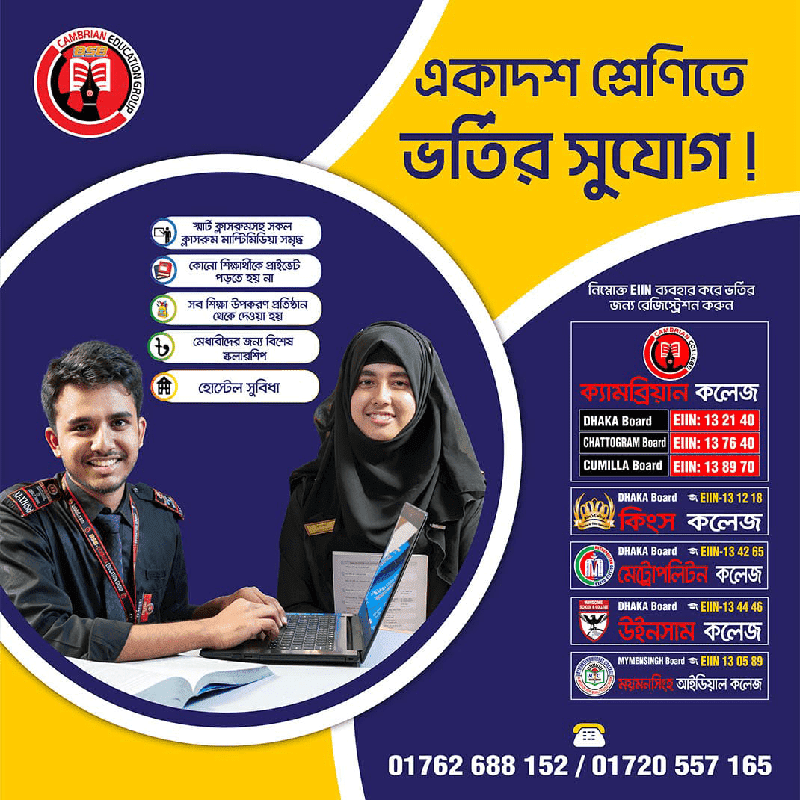 CAMBRIAN EDUCATION GROUP
BSB
একাদশ শ্রেণিতে
ভর্তির সুযোগ!
স্মার্ট ক্লাসরুমসহ সকল
ক্লাসরুম মাল্টিমিডিয়া সমৃদ্ধ
কোনো শিক্ষার্থীকে প্রাইভেট
পড়তে হয় না
সব শিক্ষা উপকরণ প্রতিষ্ঠান
থেকে দেওয়া হয়
মেধাবীদের জন্য বিশেষ
স্কলারশিপ
হোস্টেল সুবিধা
নিম্নোক্ত EIIN ব্যবহার করে ভর্তির
জন্য রেজিস্ট্রেশন করুন
CAMBRIAN COLLEGE
ক্যামব্রিয়ান কলেজ
DHAKA Board EIIN: 13 21 40
CHATTOGRAM Board EIIN: 13 76 40
CUMILLA Board EIIN: 13 89 70
DHAKA Board EIIN-13 12 18
কিংস কলেজ
DHAKA Board EIIN-13 42 65
মেট্রোপলিটন কলেজ
DHAKA Board EIIN-13 44 46
উইনসাম কলেজ
MYMENSINGH Board EIIN 13 05 89
ময়মনসিংহ আইডিয়াল কলেজ
01762 688 152 / 01720 557 165